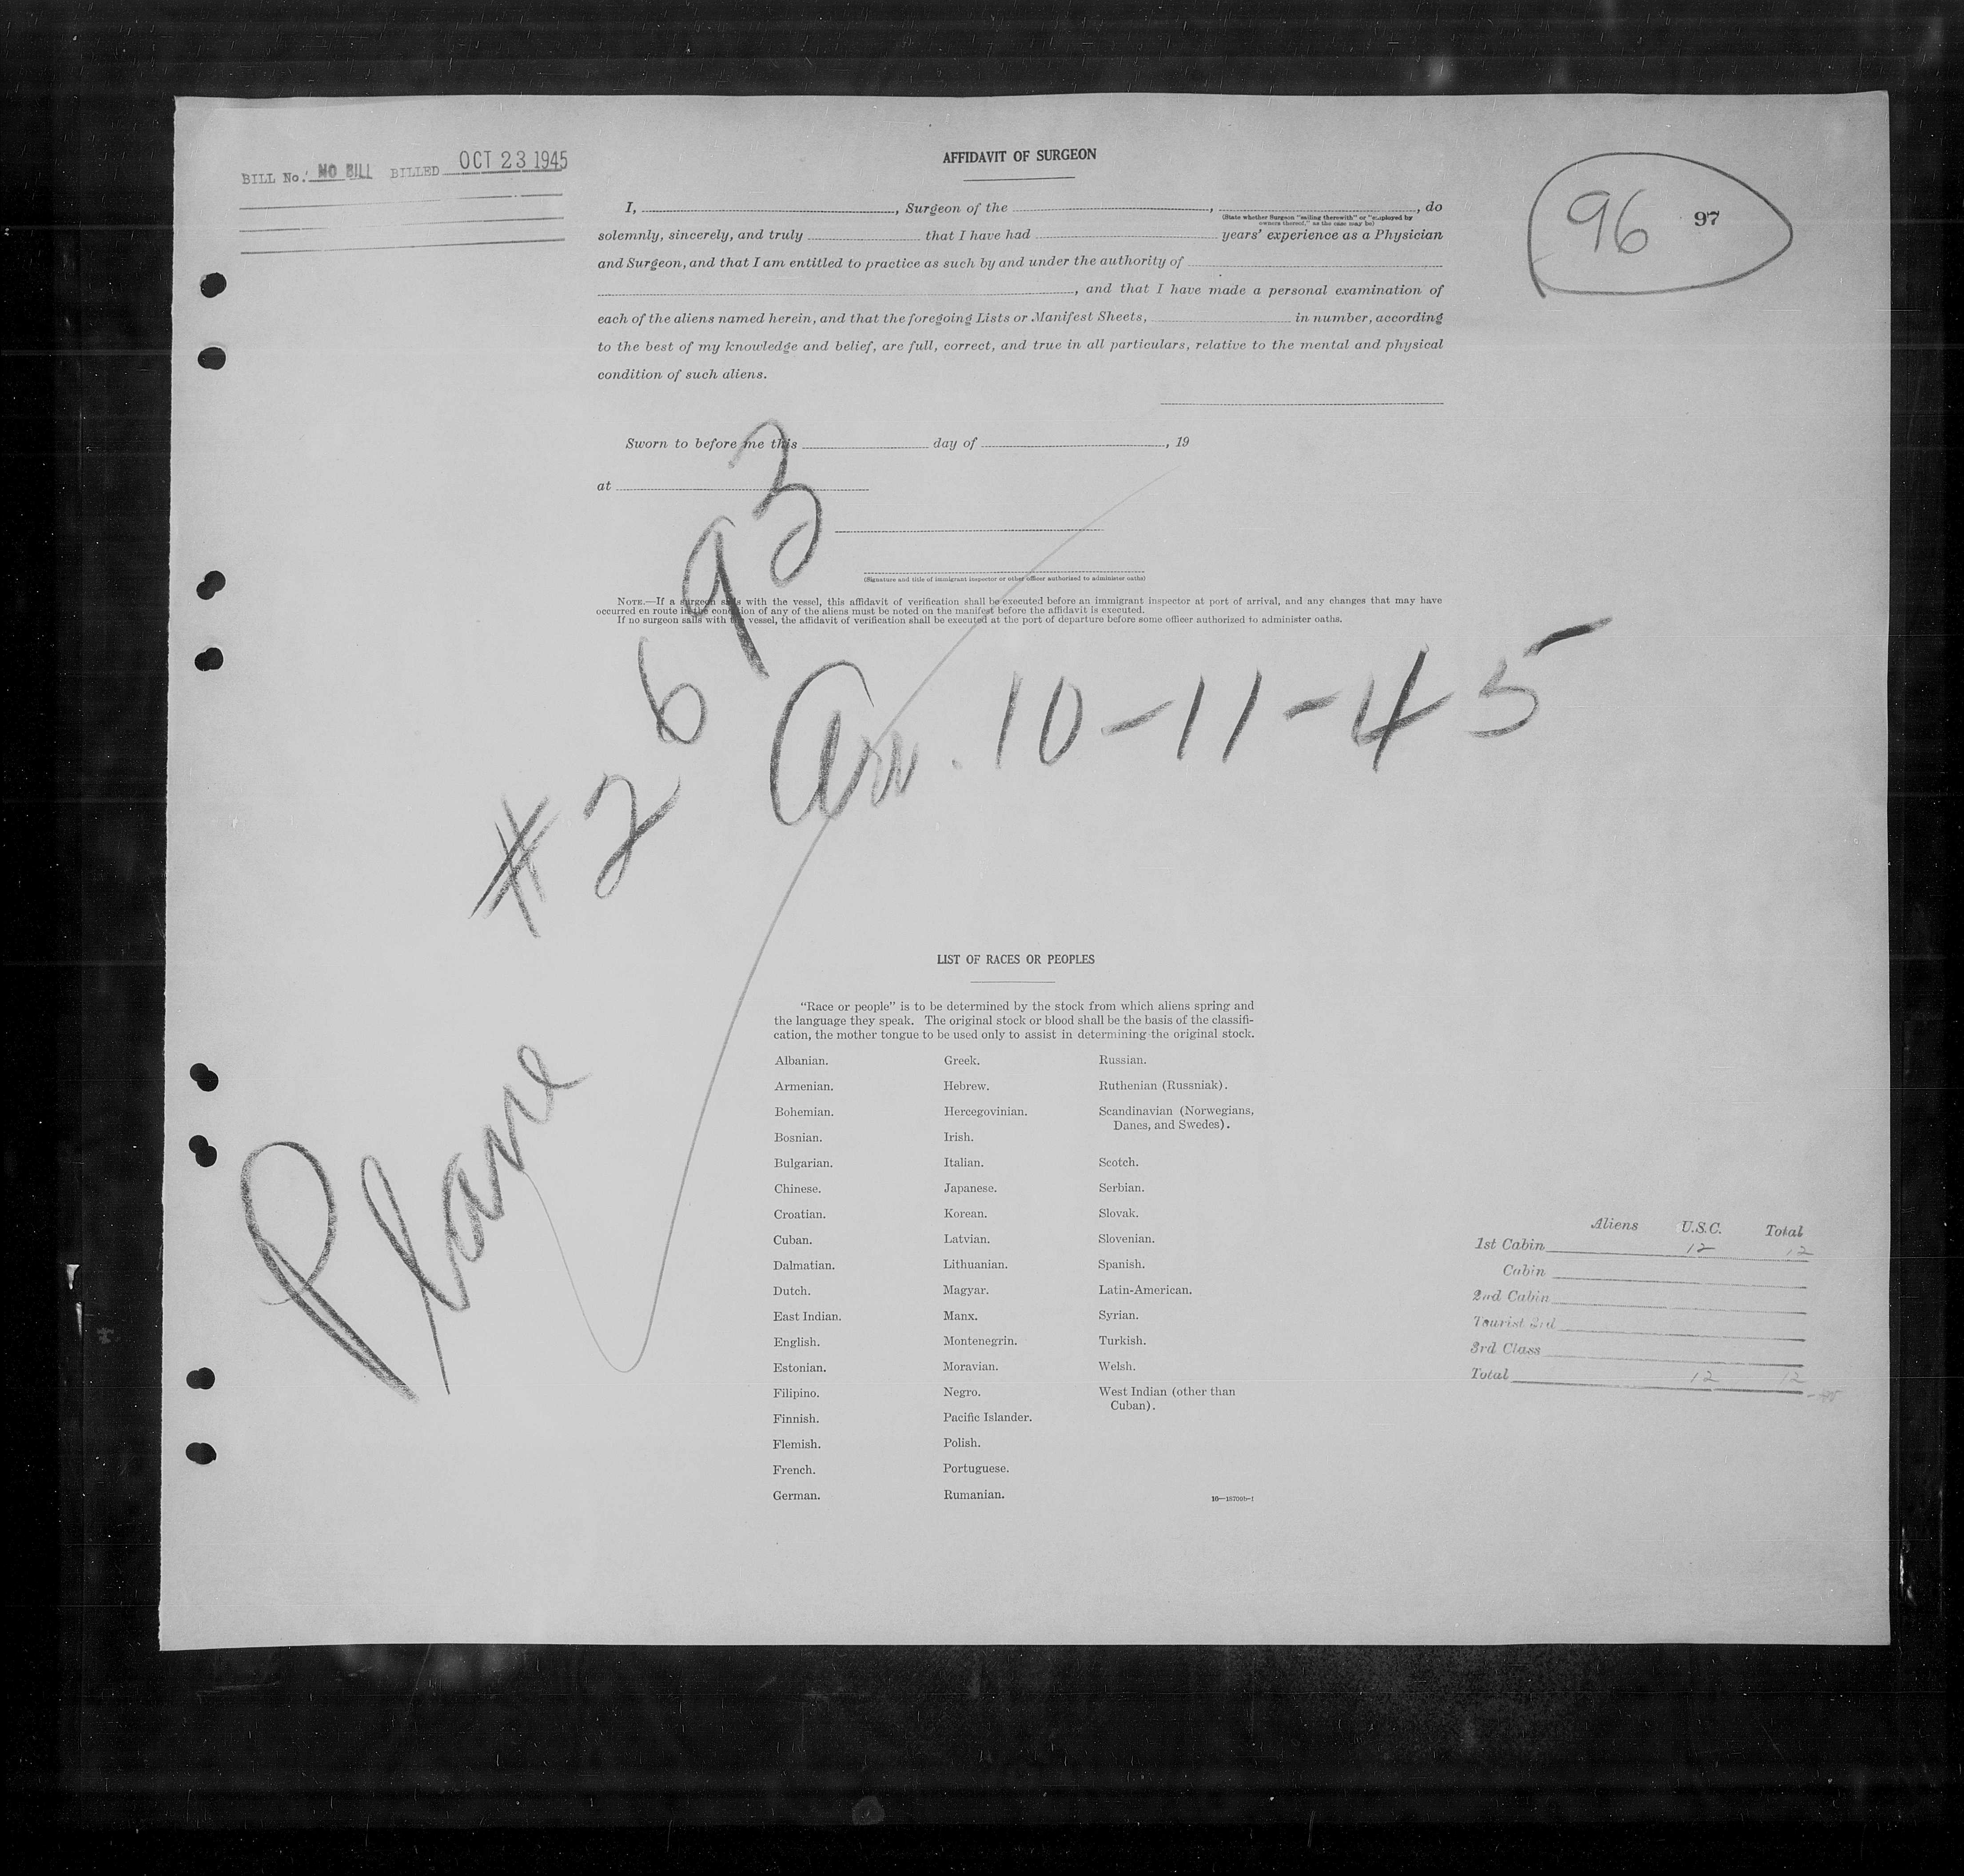 BILL No. NO BILL BILLED OCT 23 1945
AFFIDAVIT OF SURGEON
96 97
I, , Surgeon of the , , do
(State whether Surgeon "sailing therewith" or "employed by
owners thereof," as the case may be)
solemnly, sincerely, and truly that I have had years' experience as a Physician
and Surgeon, and that I am entitled to practice as such by and under the authority of
, and that I have made a personal examination of
each of the aliens named herein, and that the foregoing Lists or Manifest Sheets, in number, according
to the best of my knowledge and belief, are full, correct, and true in all particulars, relative to the mental and physical
condition of such aliens.
Sworn to before me this day of , 19
at
(Signature and title of immigrant inspector or other officer authorized to administer oaths)
NOTE.—If a surgeon sails with the vessel, this affidavit of verification shall be executed before an immigrant inspector at port of arrival, and any changes that may have
occurred en route in the condition of any of the aliens must be noted on the manifest before the affidavit is executed.
If no surgeon sails with the vessel, the affidavit of verification shall be executed at the port of departure before some officer authorized to administer oaths.
Plane #2693
Arr. 10-11-45
LIST OF RACES OR PEOPLES
"Race or people" is to be determined by the stock from which aliens spring and
the language they speak. The original stock or blood shall be the basis of the classifi-
cation, the mother tongue to be used only to assist in determining the original stock.
Albanian.
Armenian.
Bohemian.
Bosnian.
Bulgarian.
Chinese.
Croatian.
Cuban.
Dalmatian.
Dutch.
East Indian.
English.
Estonian.
Filipino.
Finnish.
Flemish.
French.
German.
Greek.
Hebrew.
Hercegovinian.
Irish.
Italian.
Japanese.
Korean.
Latvian.
Lithuanian.
Magyar.
Manx.
Montenegrin.
Moravian.
Negro.
Pacific Islander.
Polish.
Portuguese.
Rumanian.
Russian.
Ruthenian (Russniak).
Scandinavian (Norwegians,
Danes, and Swedes).
Scotch.
Serbian.
Slovak.
Slovenian.
Spanish.
Latin-American.
Syrian.
Turkish.
Welsh.
West Indian (other than
Cuban).
Aliens U.S.C. Total
1st Cabin 12 12
Cabin
2nd Cabin
Tourist 3rd
3rd Class
Total 12 12